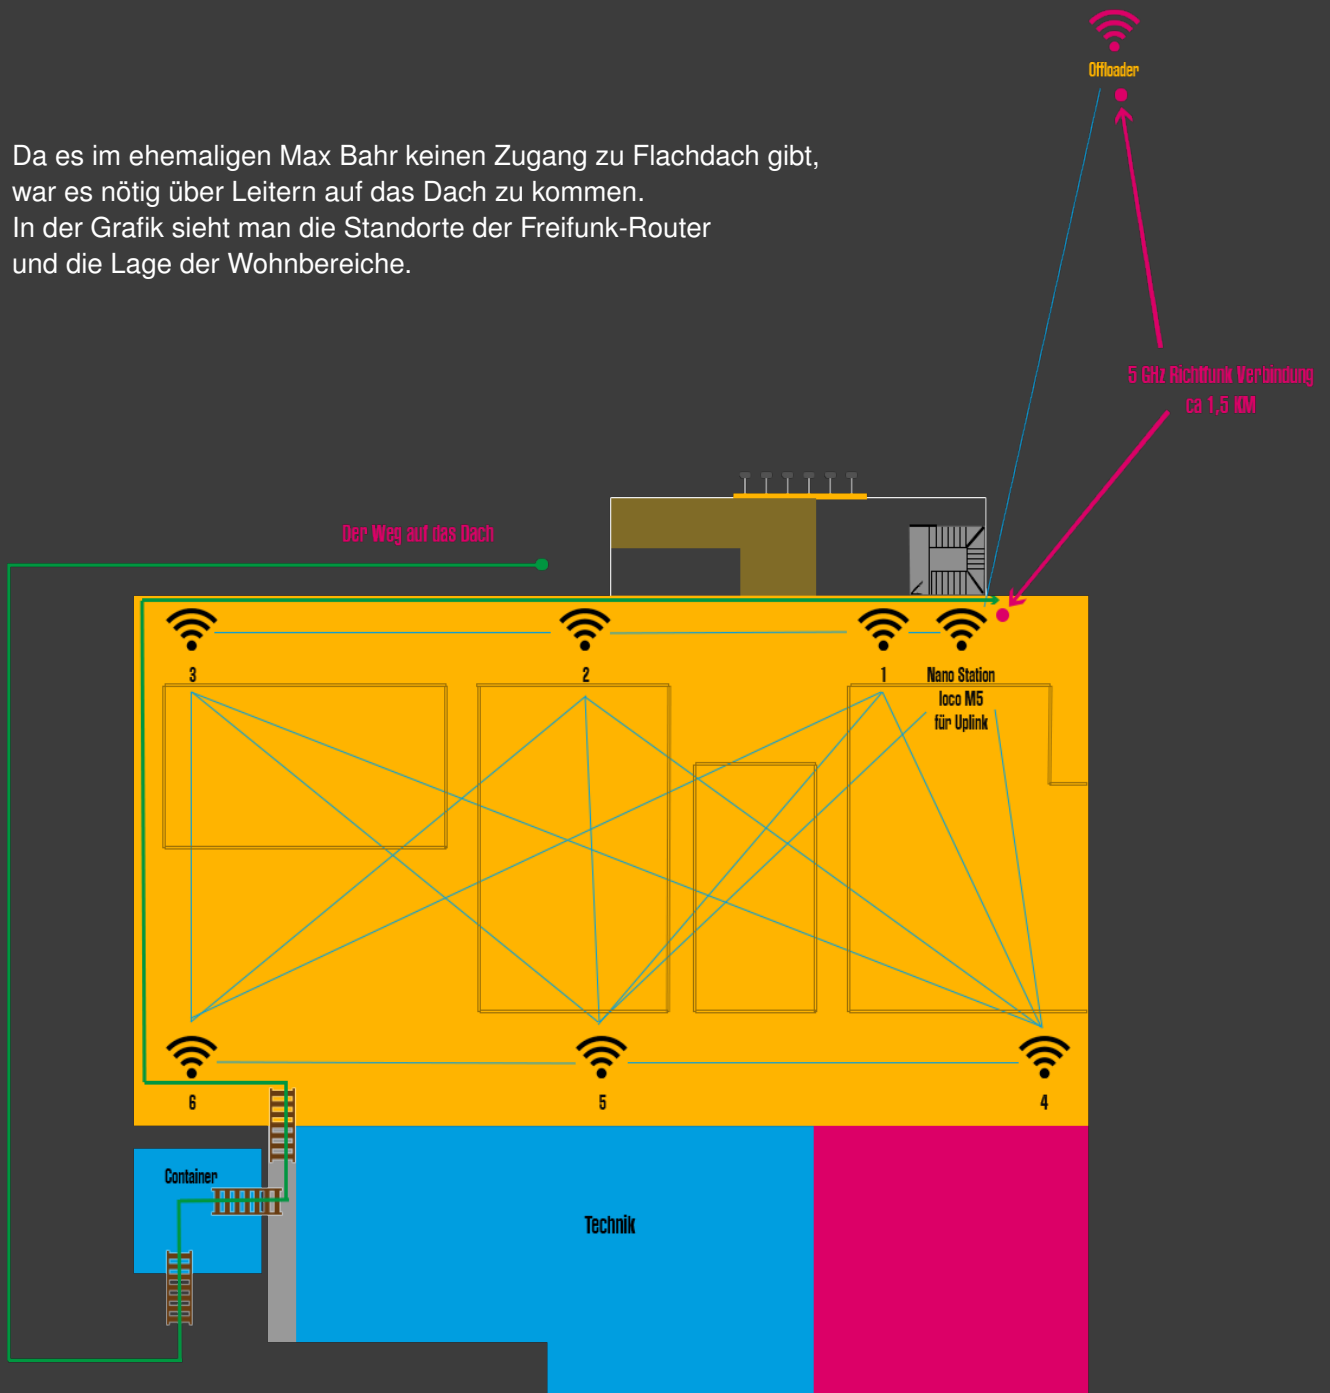 Offloader
Da es im ehemaligen Max Bahr keinen Zugang zu Flachdach gibt,
war es nötig über Leitern auf das Dach zu kommen.
In der Grafik sieht man die Standorte der Freifunk-Router
und die Lage der Wohnbereiche.
5 GHz Richtfunk Verbindung
ca 1,5 KM
Der Weg auf das Dach
3
2
1
Nano Station
loco M5
für Uplink
6
5
4
Container
Technik